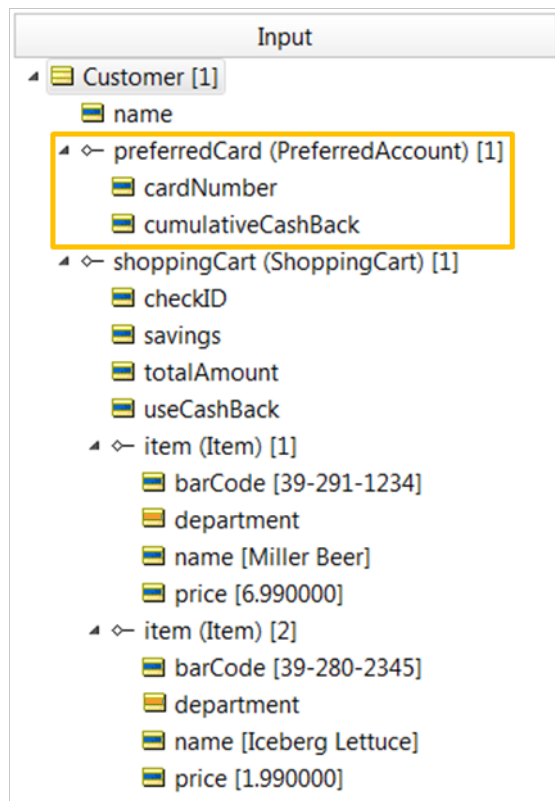 Input
Customer [1]
name
preferredCard (PreferredAccount) [1]
cardNumber
cumulativeCashBack
shoppingCart (ShoppingCart) [1]
checkID
savings
totalAmount
useCashBack
item (Item) [1]
barCode [39-291-1234]
department
name [Miller Beer]
price [6.990000]
item (Item) [2]
barCode [39-280-2345]
department
name [Iceberg Lettuce]
price [1.990000]